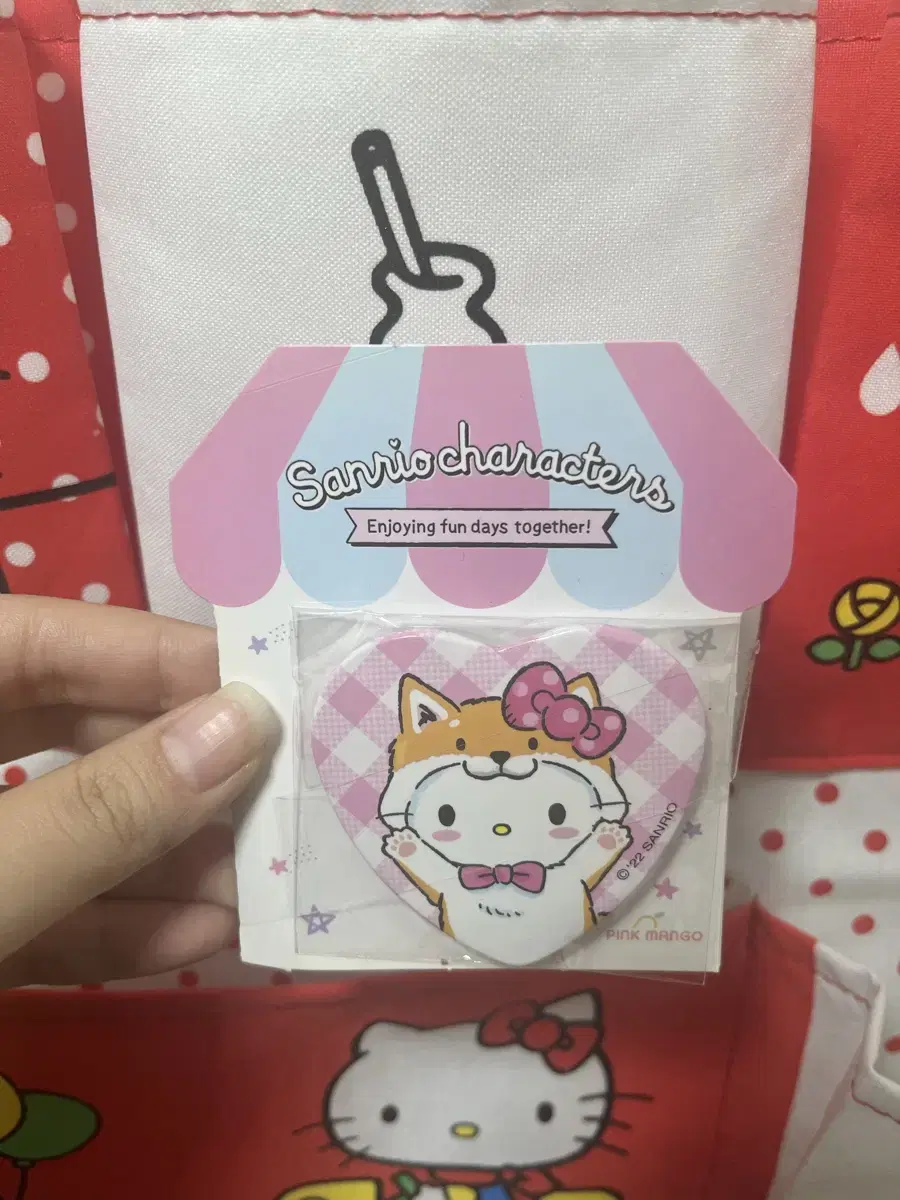 Sanrio characters
Enjoying fun days together!
© '22 SANRIO
PINK MANGO